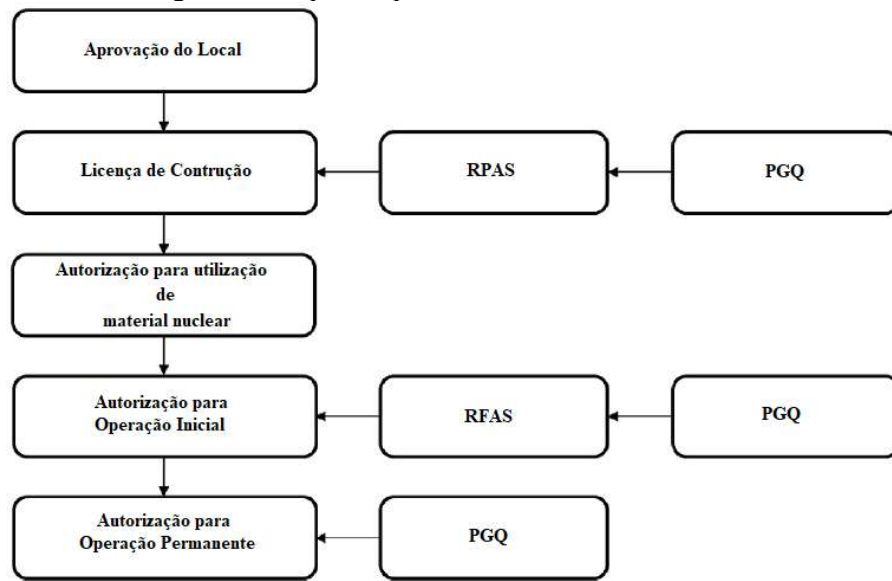 Aprovação do Local
Licença de Contrução
RPAS
PGQ
Autorização para utilização
de
material nuclear
Autorização para
Operação Inicial
RFAS
PGQ
Autorização para
Operação Permanente
PGQ